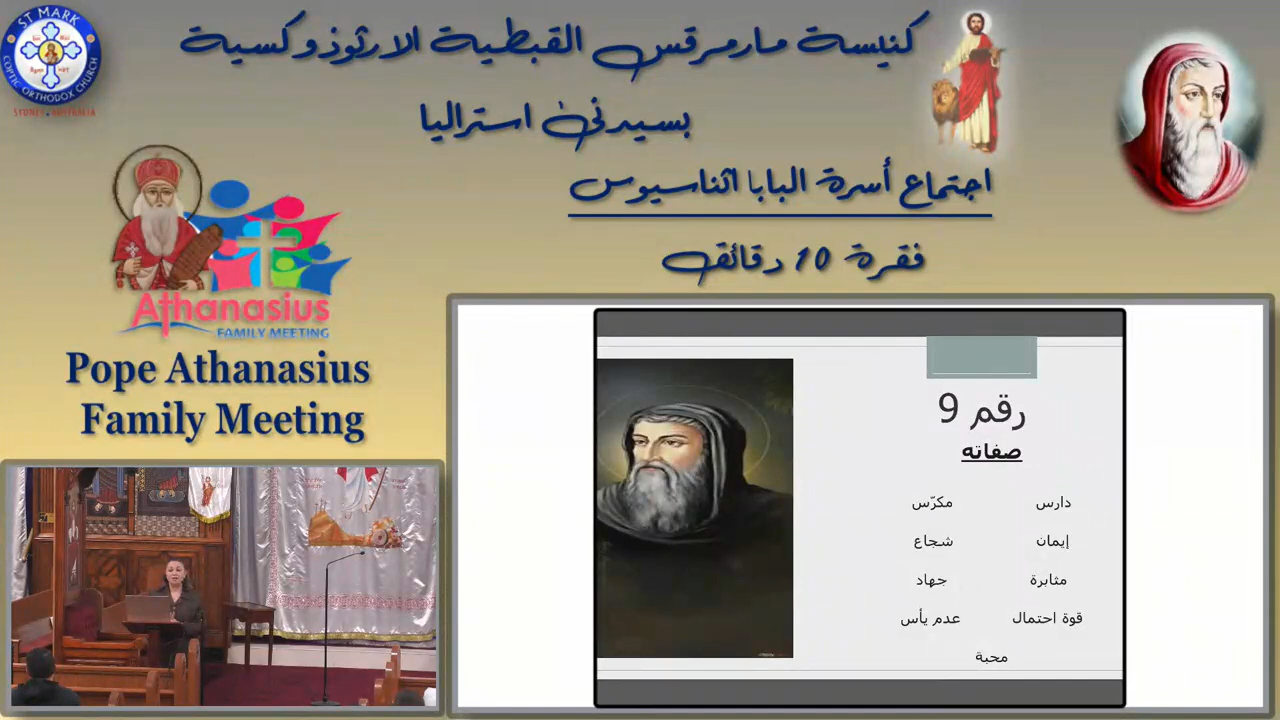 ST MARK
COPTIC ORTHODOX CHURCH
SYDNEY AUSTRALIA
كنيسة مارمرقس القبطية الارثوذوكسية
بسيدنى استراليا
اجتماع أسرة البابا اثناسيوس
فقرة 10 دقائق
Athanasius
FAMILY MEETING
Pope Athanasius
Family Meeting
رقم 9
صفاته
دارس مكرّس
إيمان شجاع
مثابرة جهاد
قوة احتمال عدم يأس
محبة